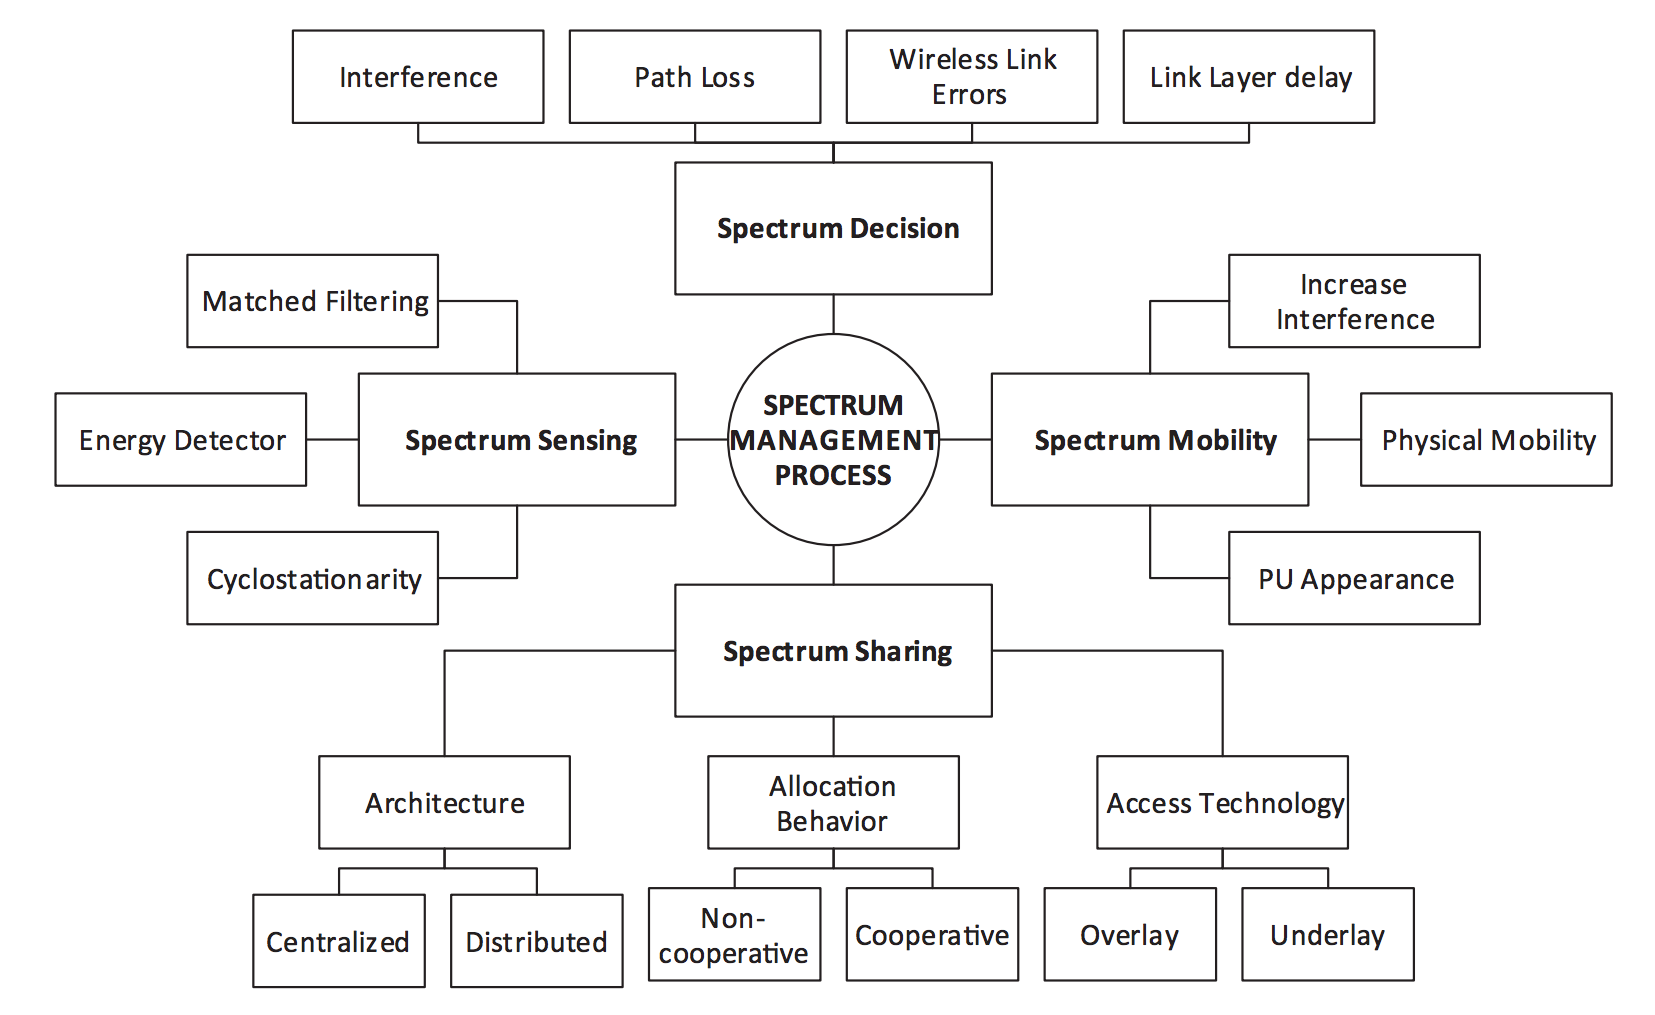 Interference
Path Loss
Wireless Link
Errors
Link Layer delay
Spectrum Decision
Matched Filtering
Increase
Interference
Energy Detector
Spectrum Sensing
SPECTRUM
MANAGEMENT
PROCESS
Spectrum Mobility
Physical Mobility
Cyclostationarity
PU Appearance
Spectrum Sharing
Architecture
Allocation
Behavior
Access Technology
Centralized
Distributed
Non-
cooperative
Cooperative
Overlay
Underlay